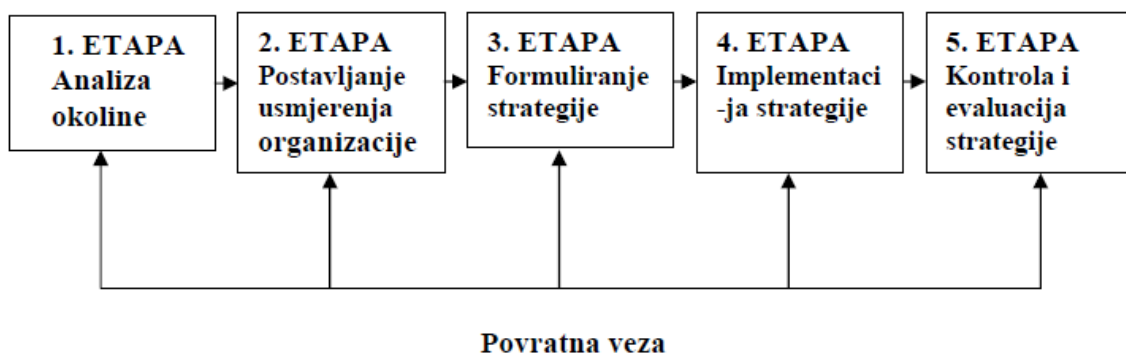 1. ETAPA
Analiza
okoline
2. ETAPA
Postavljanje
usmjerenja
organizacije
3. ETAPA
Formuliranje
strategije
4. ETAPA
Implementaci
-ja strategije
5. ETAPA
Kontrola i
evaluacija
strategije
Povratna veza